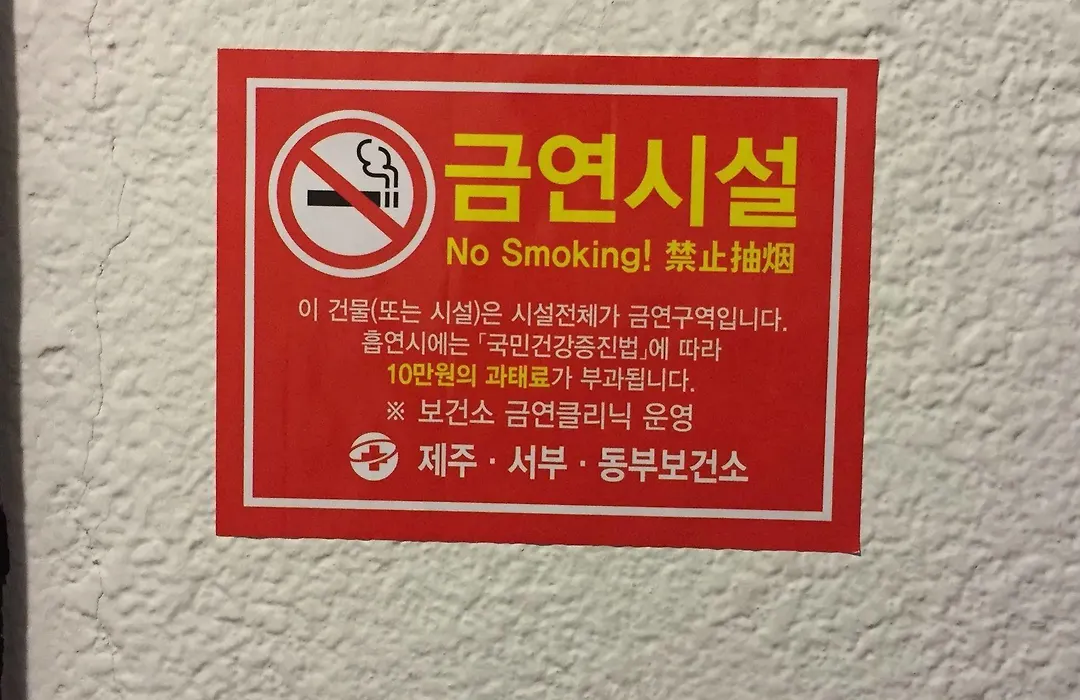 금연시설
No Smoking! 禁止抽烟
이 건물(또는 시설)은 시설전체가 금연구역입니다.
흡연시에는 「국민건강증진법」에 따라
10만원의 과태료가 부과됩니다.
※ 보건소 금연클리닉 운영
제주 · 서부 · 동부보건소